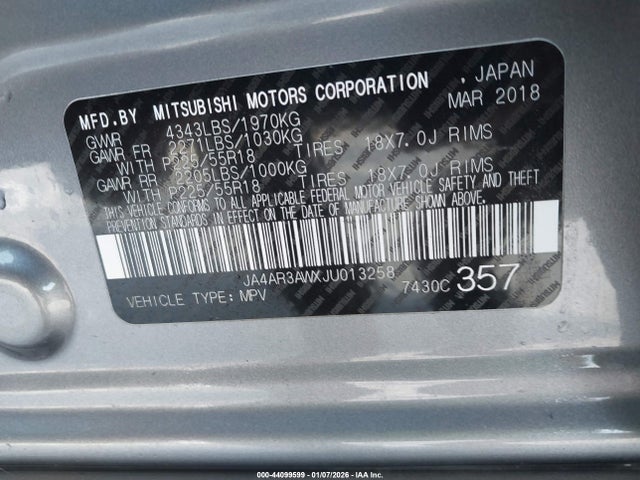 MFD.BY MITSUBISHI MOTORS CORPORATION , JAPAN
GVWR 4343LBS/1970KG MAR 2018
GAWR FR 2271LBS/1030KG
WITH P225/55R18 TIRES 18X7.0J RIMS
GAWR RR 2205LBS/1000KG
WITH P225/55R18 TIRES 18X7.0J RIMS
THIS VEHICLE CONFORMS TO ALL APPLICABLE FEDERAL MOTOR VEHICLE SAFETY AND THEFT
PREVENTION STANDARDS IN EFFECT ON THE DATE OF MANUFACTURE SHOWN ABOVE.
JA4AR3AWXJU013258 7430C 357
VEHICLE TYPE: MPV
000-44099599 - 01/07/2026 - IAA Inc.